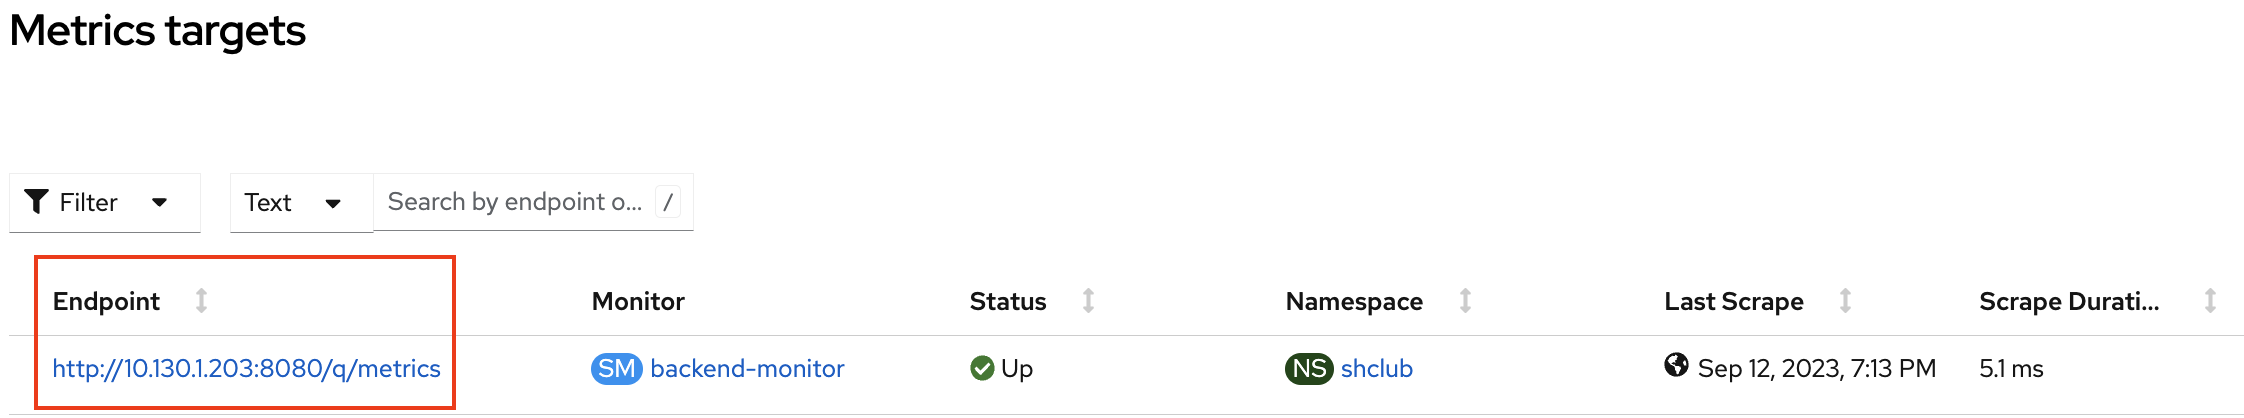 Metrics targets
Filter Text Search by endpoint o... /
Endpoint Monitor Status Namespace Last Scrape Scrape Durati...
http://10.130.1.203:8080/q/metrics SM backend-monitor Up NS shclub Sep 12, 2023, 7:13 PM 5.1 ms